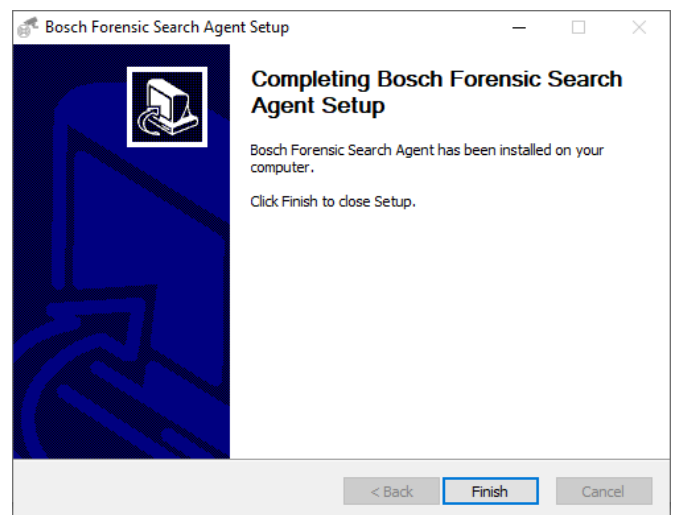 Bosch Forensic Search Agent Setup
Completing Bosch Forensic Search
Agent Setup
Bosch Forensic Search Agent has been installed on your
computer.
Click Finish to close Setup.
< Back
Finish
Cancel